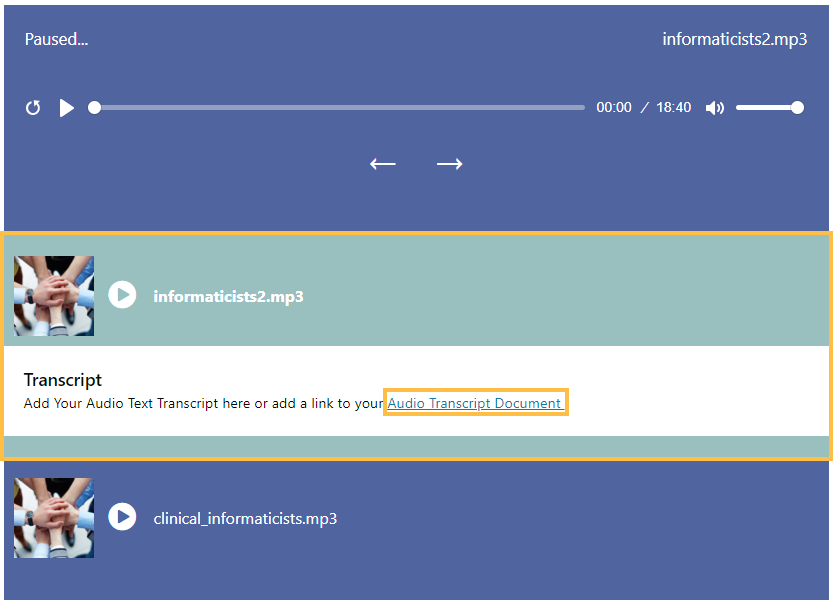 Paused...
informaticists2.mp3
00:00 / 18:40
informaticists2.mp3
Transcript
Add Your Audio Text Transcript here or add a link to your Audio Transcript Document
clinical_informaticists.mp3